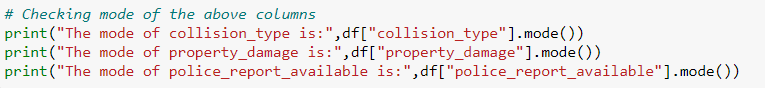 # Checking mode of the above columns
print("The mode of collision_type is:",df["collision_type"].mode())
print("The mode of property_damage is:",df["property_damage"].mode())
print("The mode of police_report_available is:",df["police_report_available"].mode())